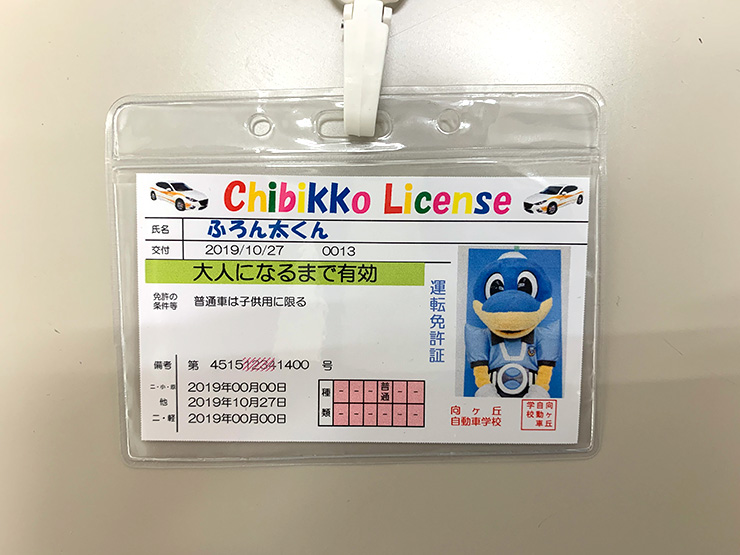 Chibikko License
氏名 ふろん太くん
交付 2019/10/27 0013
大人になるまで有効
免許の
条件等 普通車は子供用に限る
運転免許証
備考 第 451512341400 号
二・小・原 2019年00月00日
他 2019年10月27日
二・軽 2019年00月00日
種類 - - 普通 - -
- - - - - -
向ヶ丘
自動車学校
向ヶ丘
自動車
学校